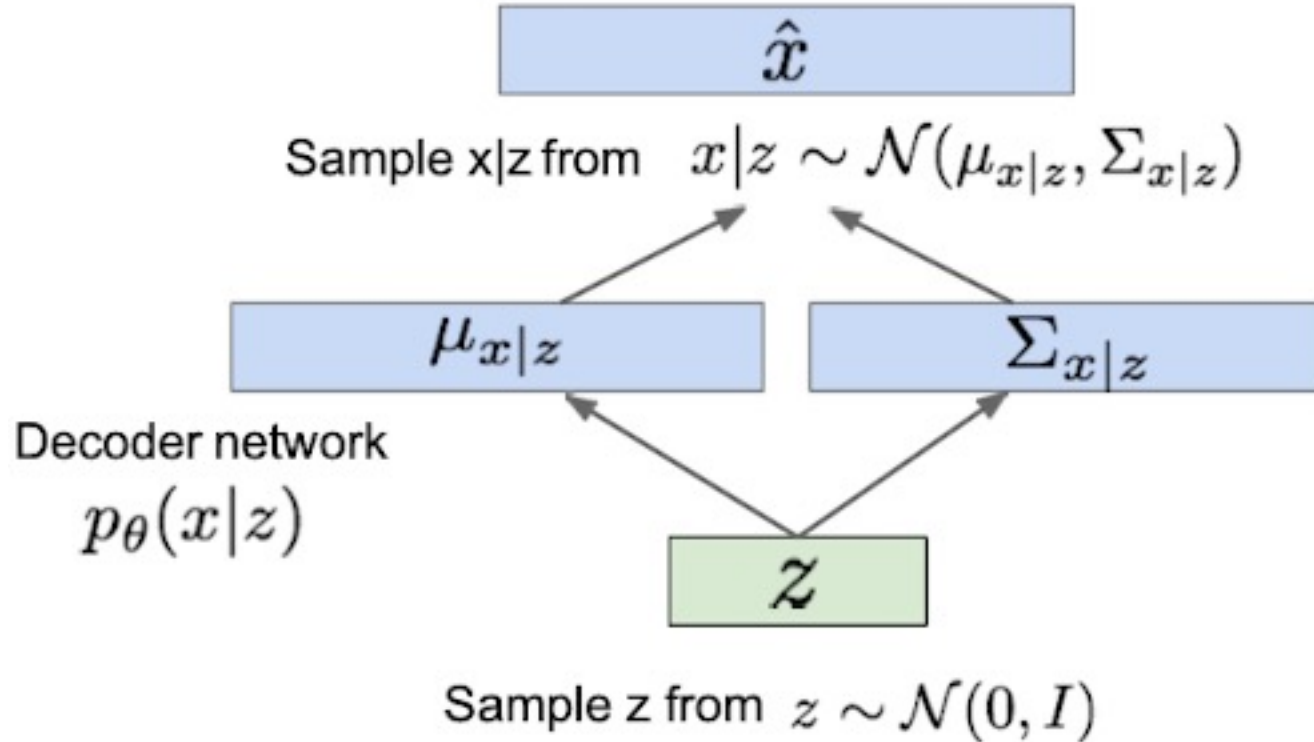 x̂
Sample x|z from x|z ∼ 𝒩(μ_{x|z}, Σ_{x|z})
μ_{x|z} Σ_{x|z}
Decoder network
p_θ(x|z)
z
Sample z from z ∼ 𝒩(0, I)